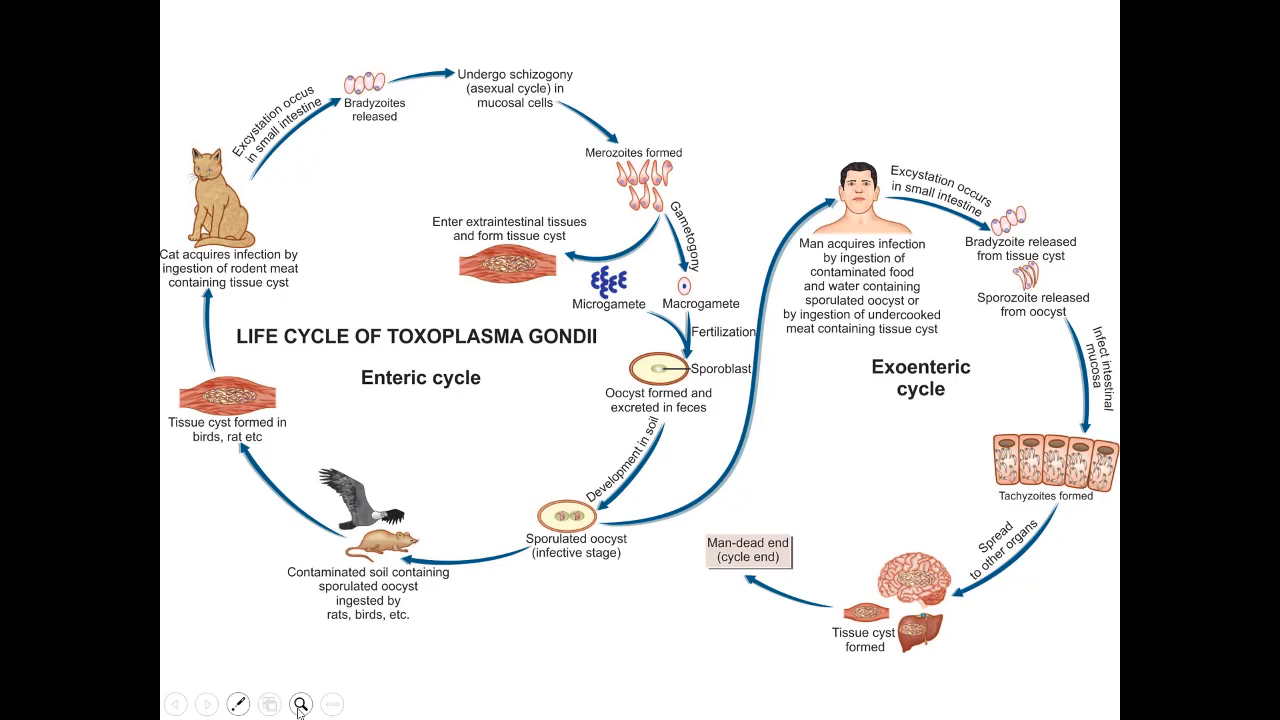 Excystation occus
in small intestine
Bradyzoites
released
Undergo schizogony
(asexual cycle) in
mucosal cells
Merozoites formed
Gametogony
Enter extraintestinal tissues
and form tissue cyst
Microgamete
Macrogamete
Fertilization
Sporoblast
Oocyst formed and
excreted in feces
Development in soil
Sporulated oocyst
(infective stage)
Contaminated soil containing
sporulated oocyst
ingested by
rats, birds, etc.
Tissue cyst formed in
birds, rat etc
Cat acquires infection by
ingestion of rodent meat
containing tissue cyst
LIFE CYCLE OF TOXOPLASMA GONDII
Enteric cycle
Man acquires infection
by ingestion of
contaminated food
and water containing
sporulated oocyst or
by ingestion of undercooked
meat containing tissue cyst
Exoenteric
cycle
Excystation occurs
in small intestine
Bradyzoite released
from tissue cyst
Sporozoite released
from oocyst
Infect intestinal
mucosa
Tachyzoites formed
Spread
to other organs
Tissue cyst
formed
Man-dead end
(cycle end)